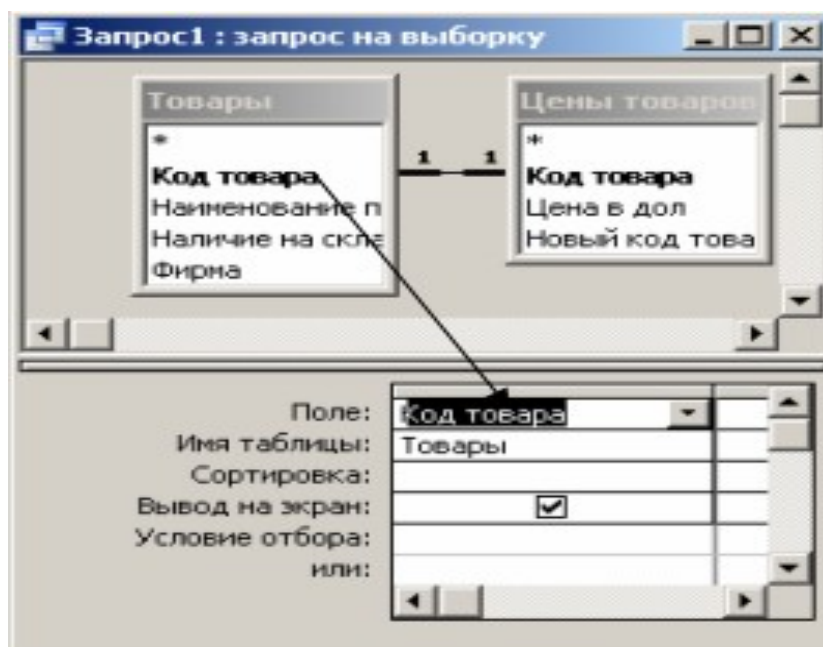 Запрос1 : запрос на выборку
Товары
*
Код товара
Наименование п
Наличие на скла
Фирма
1 1
Цены товаров
*
Код товара
Цена в дол
Новый код това
Поле: Код товара
Имя таблицы: Товары
Сортировка:
Вывод на экран:
Условие отбора:
или: